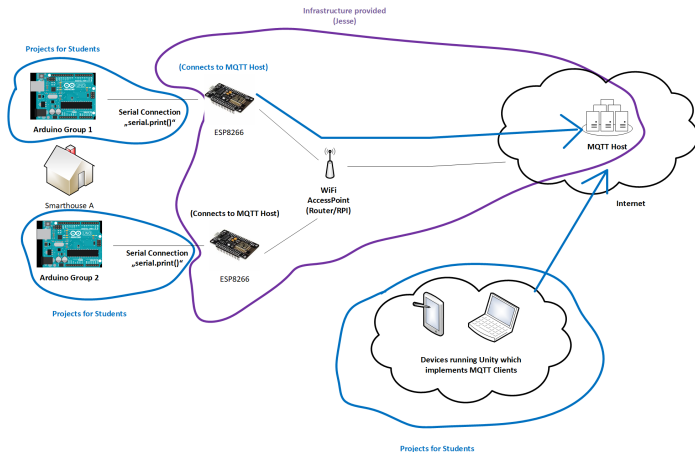 Infrastructure provided
(Jesse)
Projects for Students
(Connects to MQTT Host)
Arduino Group 1
Serial Connection
„serial.print()“
ESP8266
MQTT Host
Smarthouse A
WiFi
AccessPoint
(Router/RPI)
Internet
(Connects to MQTT Host)
Arduino Group 2
Serial Connection
„serial.print()“
ESP8266
Projects for Students
Devices running Unity which
implements MQTT Clients
Projects for Students